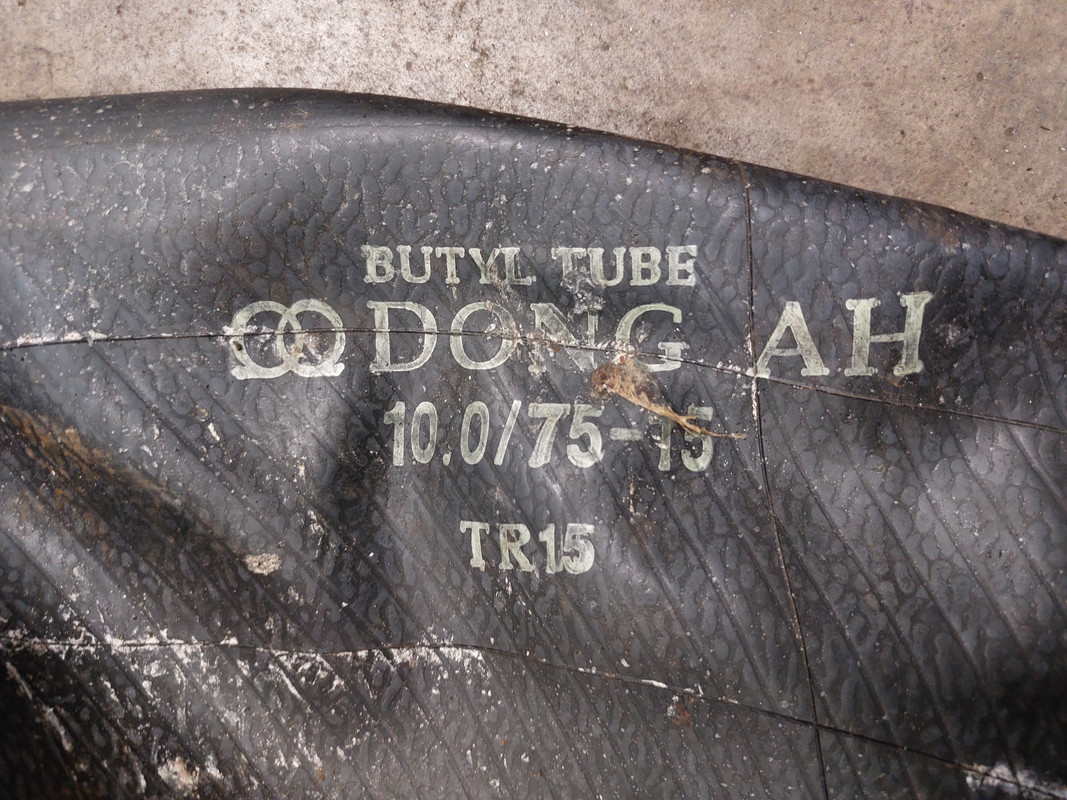 BUTYL TUBE
DONG AH
10.0/75-15
TR15